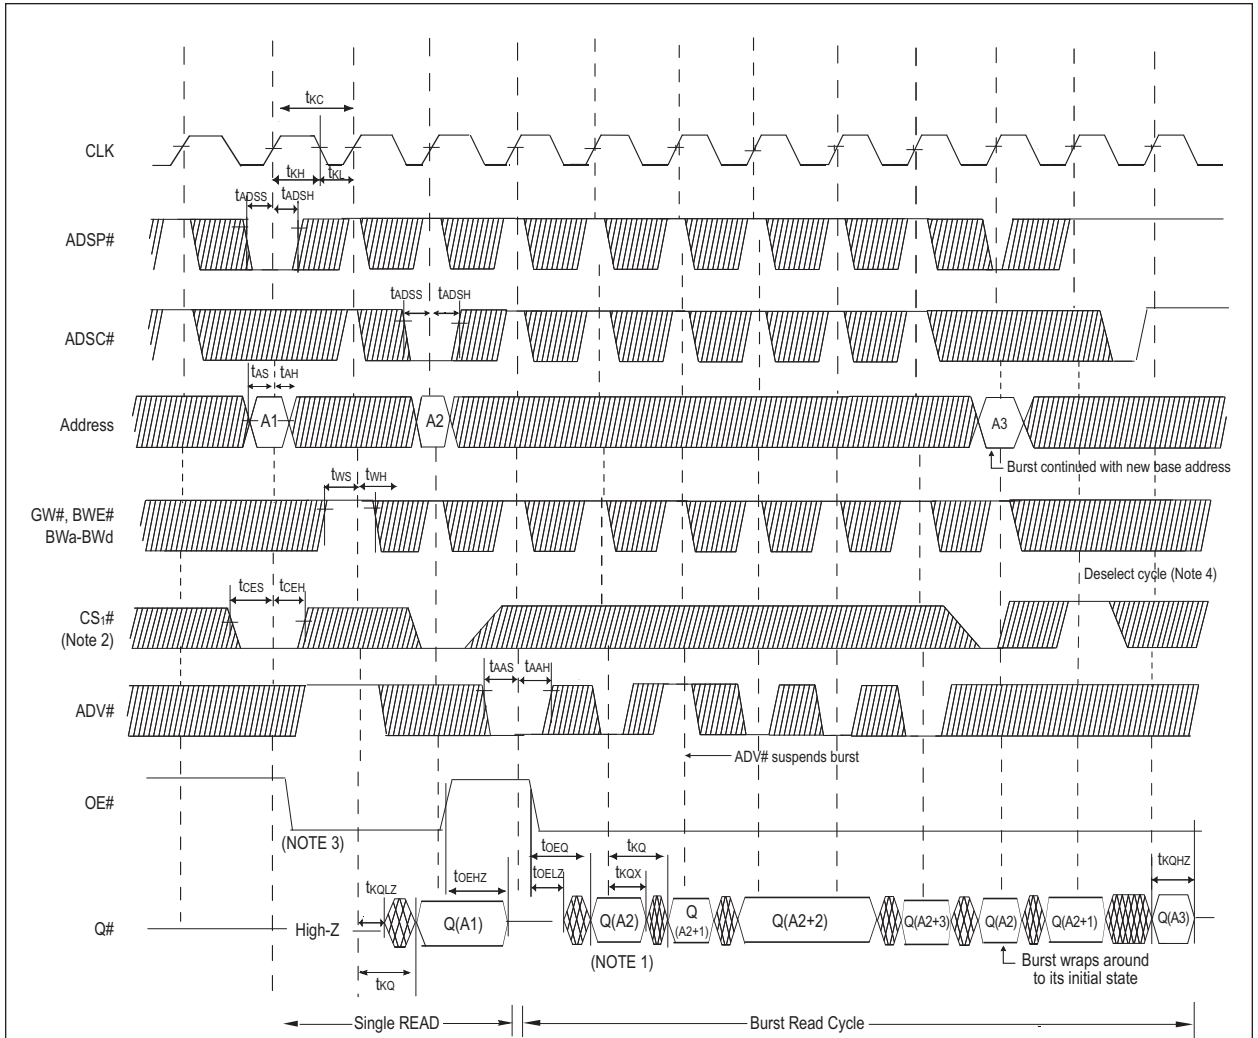 tKC
CLK
tKH
tKL
tADSS
tADSH
ADSP#
tADSS
tADSH
ADSC#
tAS
tAH
Address
A1
A2
A3
Burst continued with new base address
tWS
tWH
GW#, BWE#
BWa-BWd
Deselect cycle (Note 4)
tCES
tCEH
CS1#
(Note 2)
tAAS
tAAH
ADV#
ADV# suspends burst
OE#
(NOTE 3)
tOEQ
tKQ
tOEHZ
tOELZ
tKQX
tKQHZ
tKQLZ
Q#
High-Z
Q(A1)
Q(A2)
Q
(A2+1)
Q(A2+2)
Q(A2+3)
Q(A2)
Q(A2+1)
Q(A3)
(NOTE 1)
Burst wraps around
to its initial state
tKQ
Single READ
Burst Read Cycle